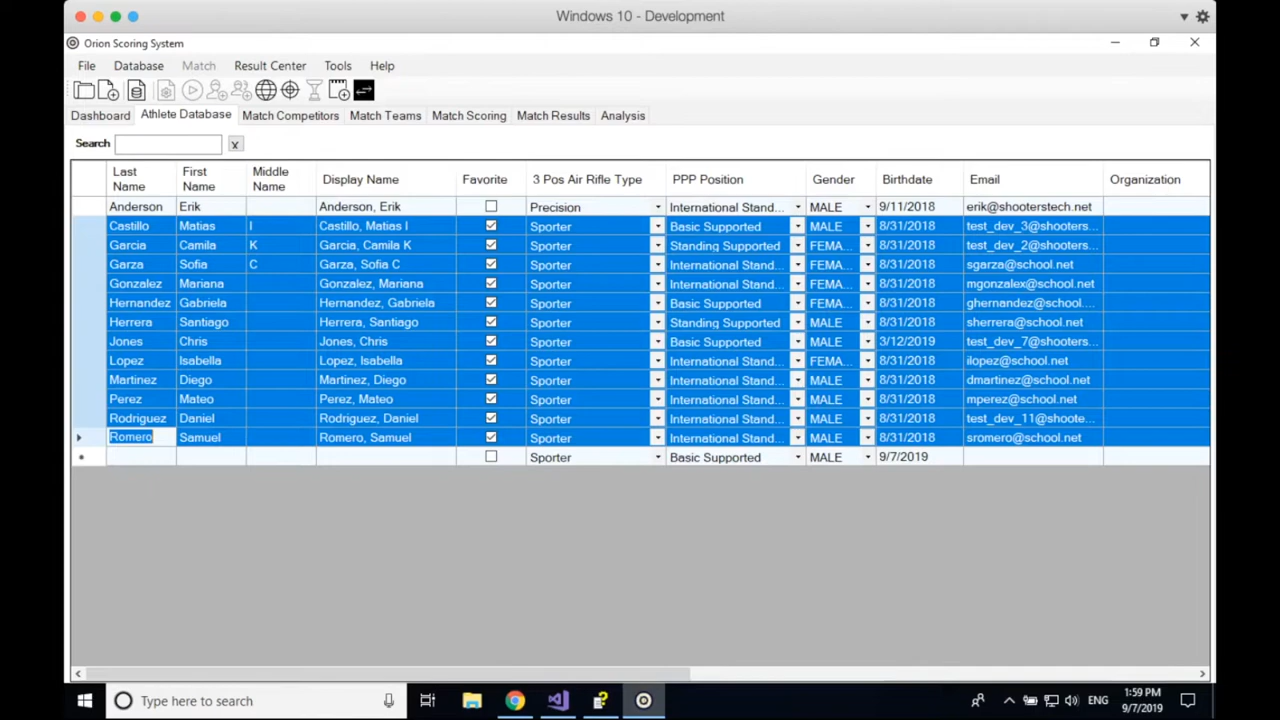 Windows 10 - Development
Orion Scoring System
File Database Match Result Center Tools Help
Dashboard Athlete Database Match Competitors Match Teams Match Scoring Match Results Analysis
Search x
Last Name First Name Middle Name Display Name Favorite 3 Pos Air Rifle Type PPP Position Gender Birthdate Email Organization
Anderson Erik Anderson, Erik Precision International Stand... MALE 9/11/2018 erik@shooterstech.net
Castillo Matias I Castillo, Matias I Sporter Basic Supported MALE 8/31/2018 test_dev_3@shooters...
Garcia Camila K Garcia, Camila K Sporter Standing Supported FEMA... 8/31/2018 test_dev_2@shooters...
Garza Sofia C Garza, Sofia C Sporter International Stand... FEMA... 8/31/2018 sgarza@school.net
Gonzalez Mariana Gonzalez, Mariana Sporter International Stand... FEMA... 8/31/2018 mgonzalex@school.net
Hernandez Gabriela Hernandez, Gabriela Sporter Basic Supported FEMA... 8/31/2018 ghernandez@school....
Herrera Santiago Herrera, Santiago Sporter Standing Supported MALE 8/31/2018 sherrera@school.net
Jones Chris Jones, Chris Sporter Basic Supported MALE 3/12/2019 test_dev_7@shooters...
Lopez Isabella Lopez, Isabella Sporter International Stand... FEMA... 8/31/2018 ilopez@school.net
Martinez Diego Martinez, Diego Sporter International Stand... MALE 8/31/2018 dmartinez@school.net
Perez Mateo Perez, Mateo Sporter International Stand... MALE 8/31/2018 mperez@school.net
Rodriguez Daniel Rodriguez, Daniel Sporter International Stand... MALE 8/31/2018 test_dev_11@shoote...
Romero Samuel Romero, Samuel Sporter International Stand... MALE 8/31/2018 sromero@school.net
Sporter Basic Supported MALE 9/7/2019
Type here to search ENG 1:59 PM
9/7/2019